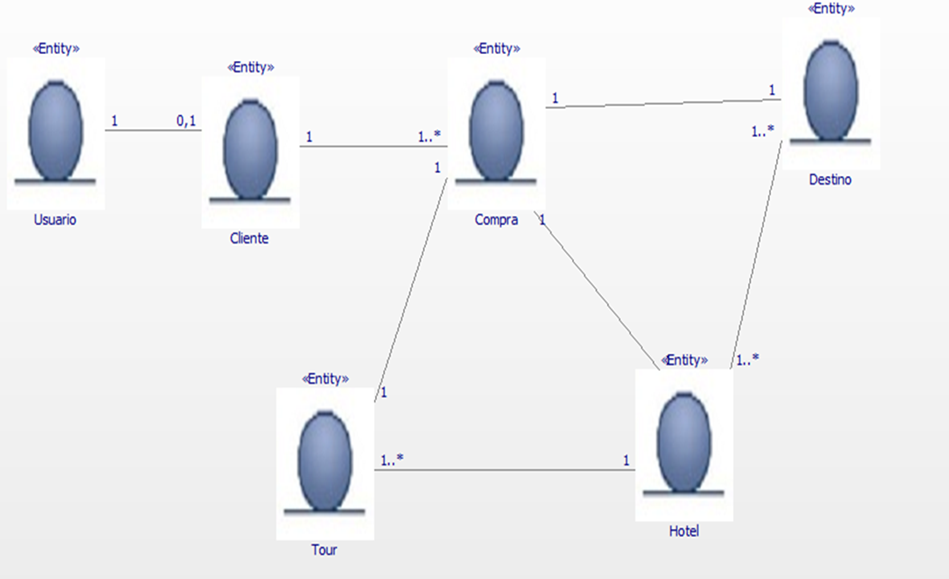 «Entity»
Usuario
1
0,1
«Entity»
Cliente
1
1..*
«Entity»
Compra
1
1
«Entity»
Destino
1..*
1
1
1
«Entity»
Tour
1..*
1
«Entity»
Hotel
1..*